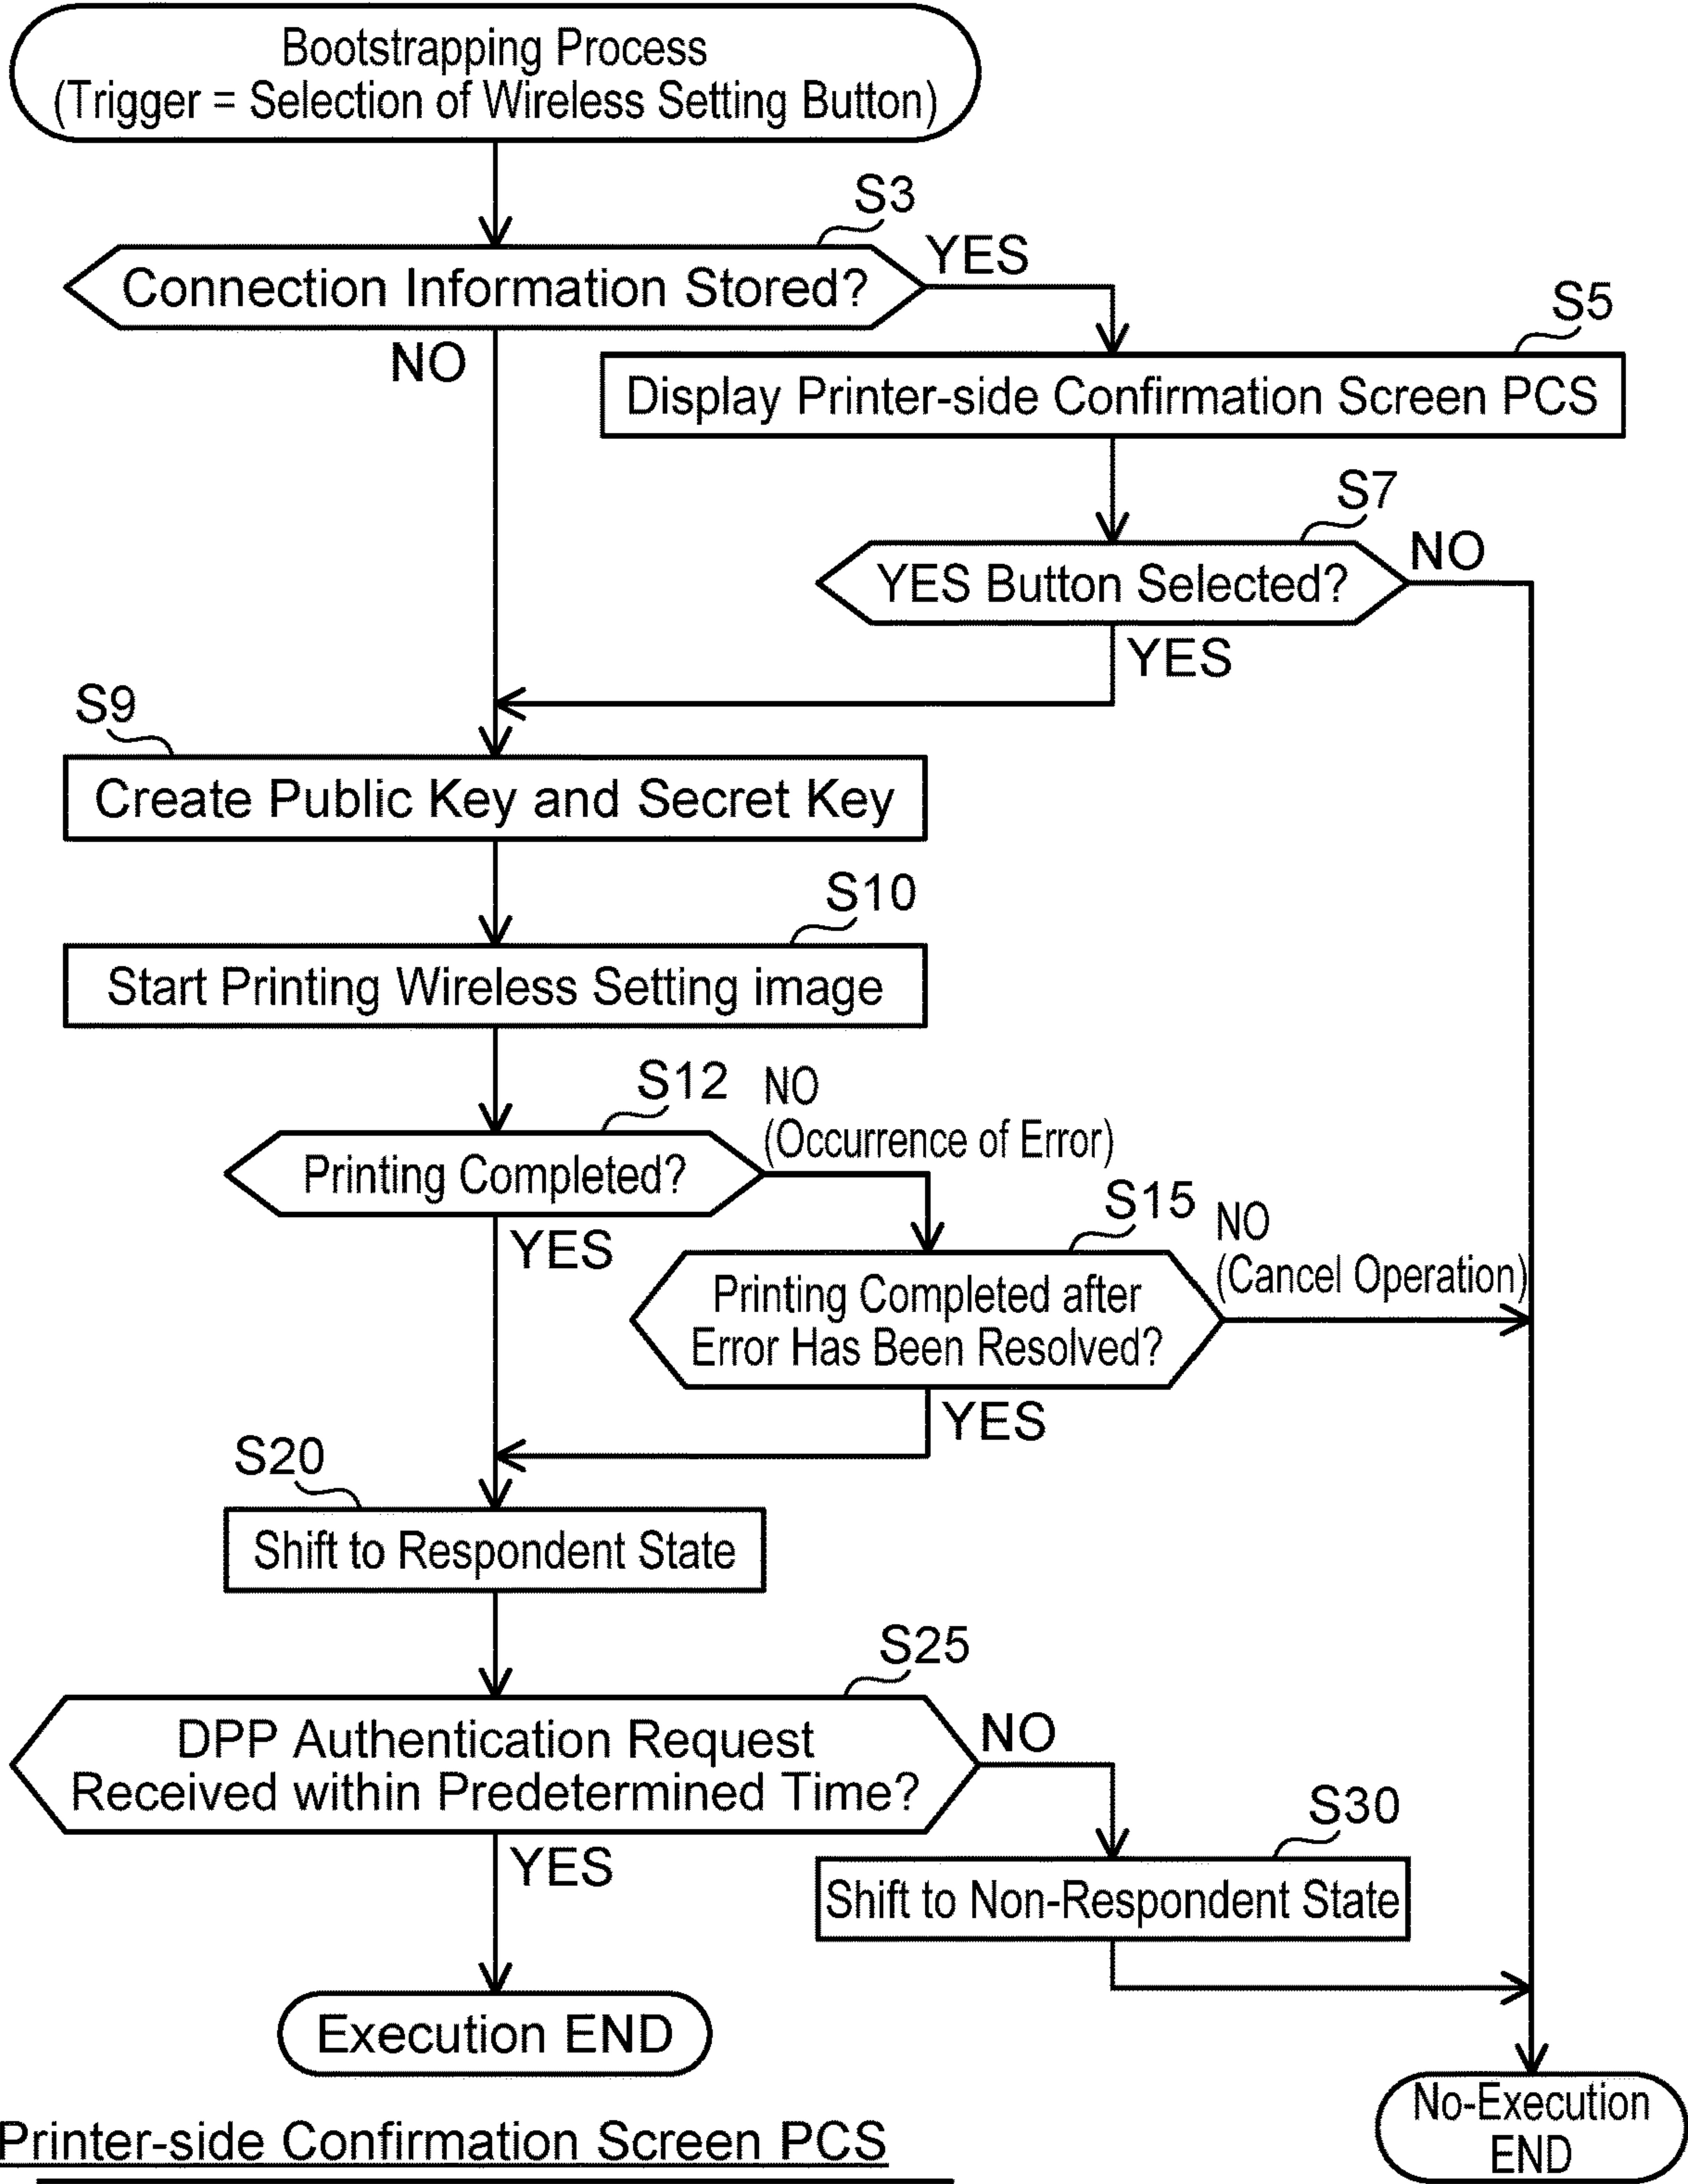 Bootstrapping Process
(Trigger = Selection of Wireless Setting Button)
S3
Connection Information Stored?
YES
NO
S5
Display Printer-side Confirmation Screen PCS
S7
YES Button Selected?
NO
YES
S9
Create Public Key and Secret Key
S10
Start Printing Wireless Setting image
S12
Printing Completed?
NO
(Occurrence of Error)
YES
S15
Printing Completed after
Error Has Been Resolved?
NO
(Cancel Operation)
YES
S20
Shift to Respondent State
S25
DPP Authentication Request
Received within Predetermined Time?
NO
YES
S30
Shift to Non-Respondent State
Execution END
No-Execution
END
Printer-side Confirmation Screen PCS